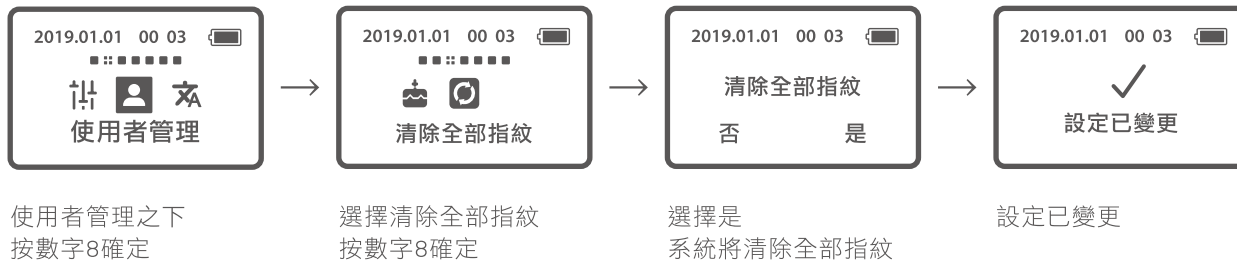 2019.01.01 00 03
使用者管理
使用者管理之下
按數字8確定
2019.01.01 00 03
清除全部指紋
選擇清除全部指紋
按數字8確定
2019.01.01 00 03
清除全部指紋
否 是
選擇是
系統將清除全部指紋
2019.01.01 00 03
設定已變更
設定已變更